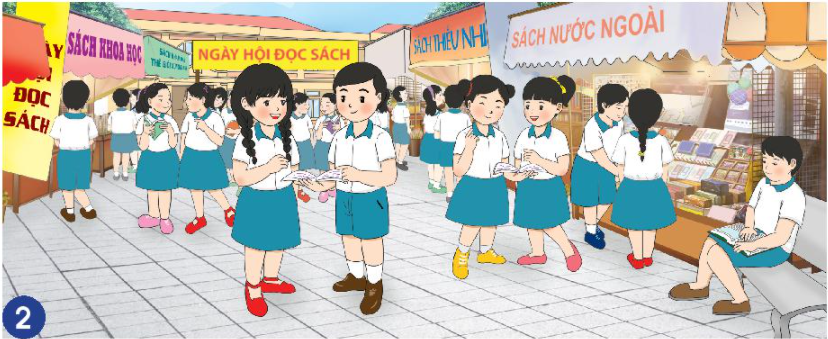 ĐỌC
SÁCH
SÁCH KHOA HỌC
NGÀY HỘI ĐỌC SÁCH
SÁCH THIẾU NHI
SÁCH NƯỚC NGOÀI
2